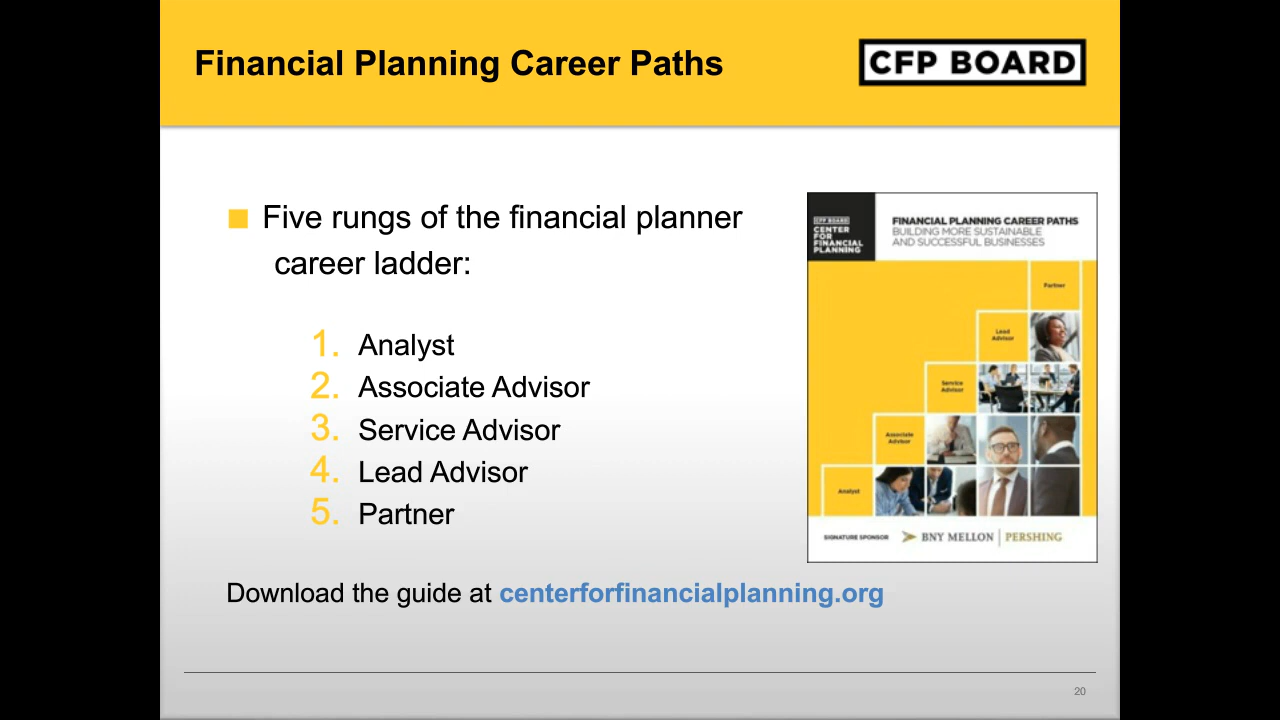 Financial Planning Career Paths
CFP BOARD
Five rungs of the financial planner
career ladder:
1. Analyst
2. Associate Advisor
3. Service Advisor
4. Lead Advisor
5. Partner
Download the guide at centerforfinancialplanning.org
CFP BOARD
CENTER
FOR
FINANCIAL
PLANNING
FINANCIAL PLANNING CAREER PATHS
BUILDING MORE SUSTAINABLE
AND SUCCESSFUL BUSINESSES
Partner
Lead
Advisor
Service
Advisor
Associate
Advisor
Analyst
SIGNATURE SPONSOR
BNY MELLON | PERSHING
20